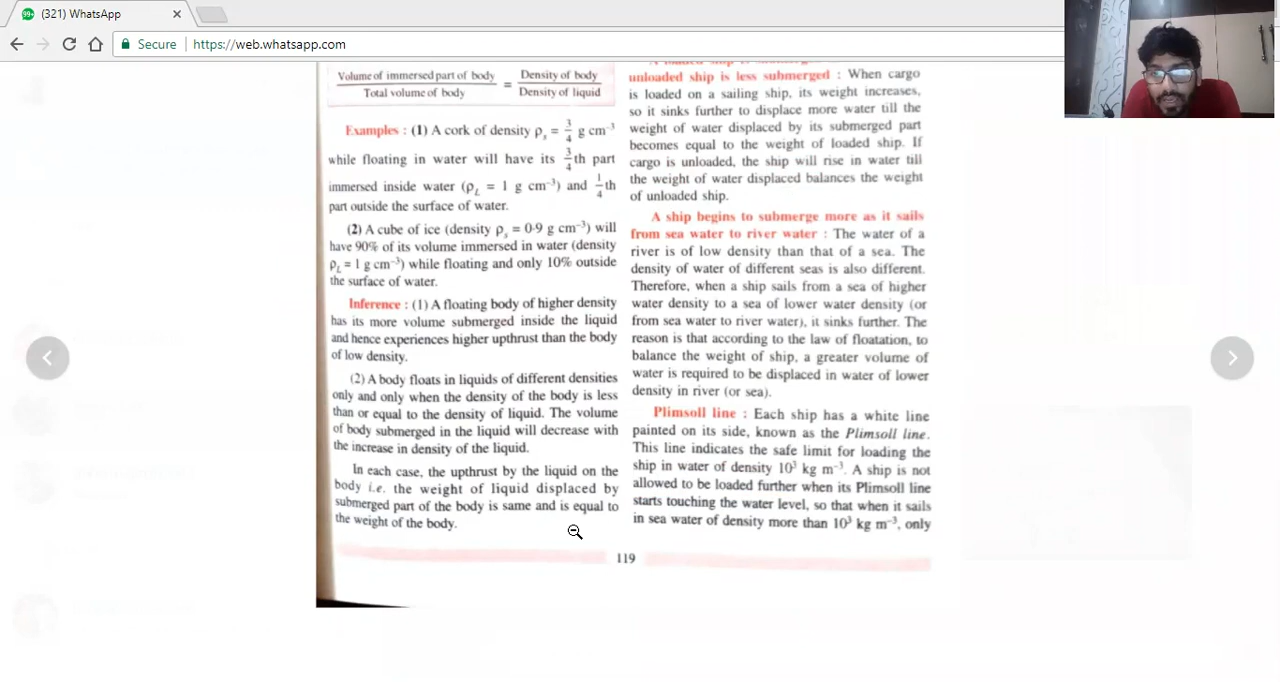 (321) WhatsApp
99+
Secure
https://web.whatsapp.com
Volume of immersed part of body / Total volume of body = Density of body / Density of liquid
Examples : (1) A cork of density ρs = 3/4 g cm⁻³
while floating in water will have its 3/4th part
immersed inside water (ρL = 1 g cm⁻³) and 1/4th
part outside the surface of water.
(2) A cube of ice (density ρs = 0·9 g cm⁻³) will
have 90% of its volume immersed in water (density
ρL = 1 g cm⁻³) while floating and only 10% outside
the surface of water.
Inference : (1) A floating body of higher density
has its more volume submerged inside the liquid
and hence experiences higher upthrust than the body
of low density.
(2) A body floats in liquids of different densities
only and only when the density of the body is less
than or equal to the density of liquid. The volume
of body submerged in the liquid will decrease with
the increase in density of the liquid.
In each case, the upthrust by the liquid on the
body i.e. the weight of liquid displaced by
submerged part of the body is same and is equal to
the weight of the body.
unloaded ship is less submerged : When cargo
is loaded on a sailing ship, its weight increases,
so it sinks further to displace more water till the
weight of water displaced by its submerged part
becomes equal to the weight of loaded ship. If
cargo is unloaded, the ship will rise in water till
the weight of water displaced balances the weight
of unloaded ship.
A ship begins to submerge more as it sails
from sea water to river water : The water of a
river is of low density than that of a sea. The
density of water of different seas is also different.
Therefore, when a ship sails from a sea of higher
water density to a sea of lower water density (or
from sea water to river water), it sinks further. The
reason is that according to the law of floatation, to
balance the weight of ship, a greater volume of
water is required to be displaced in water of lower
density in river (or sea).
Plimsoll line : Each ship has a white line
painted on its side, known as the Plimsoll line.
This line indicates the safe limit for loading the
ship in water of density 10³ kg m⁻³. A ship is not
allowed to be loaded further when its Plimsoll line
starts touching the water level, so that when it sails
in sea water of density more than 10³ kg m⁻³, only
119